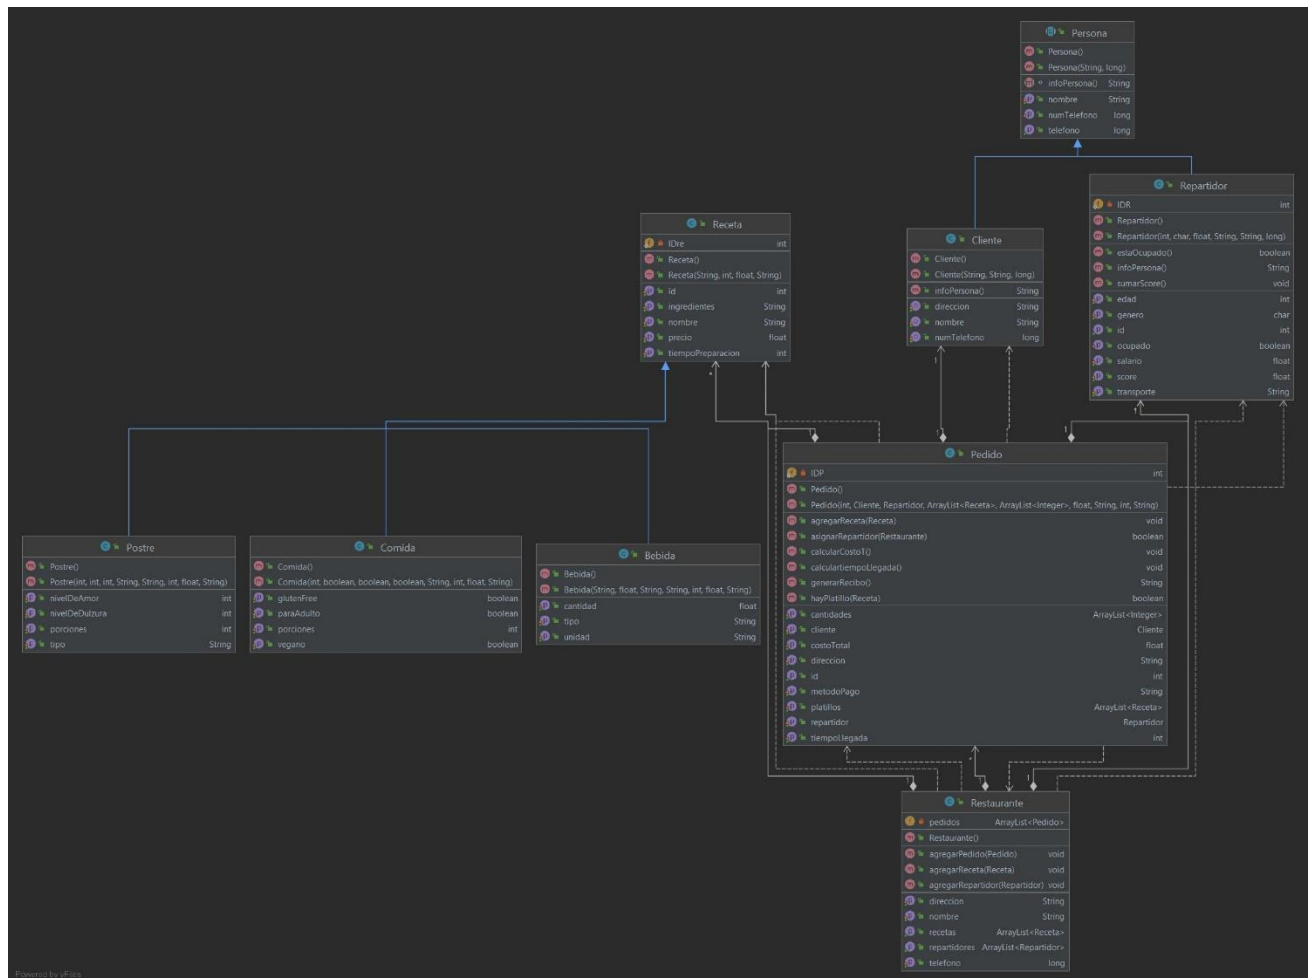 Persona
Persona()
Persona(String, long)
infoPersona() String
nombre String
numTelefono long
telefono long
Repartidor
IDR int
Repartidor()
Repartidor(int, char, float, String, String, long)
estaOcupado() boolean
infoPersona() String
sumarScore() void
edad int
genero char
id int
ocupado boolean
salario float
score float
transporte String
Receta
IDre int
Receta()
Receta(String, int, float, String)
id int
ingredientes String
nombre String
precio float
tiempoPreparacion int
Cliente
Cliente()
Cliente(String, String, long)
infoPersona() String
direccion String
nombre String
numTelefono long
Pedido
IDP int
Pedido()
Pedido(int, Cliente, Repartidor, ArrayList<Receta>, ArrayList<Integer>, float, String, int, String)
agregarReceta(Receta) void
asignarRepartidor(Restaurante) boolean
calcularCostoT() void
calculartiempoLlegada() void
generarRecibo() String
hayPlatillo(Receta) boolean
cantidades ArrayList<Integer>
cliente Cliente
costoTotal float
direccion String
id int
metodoPago String
platillos ArrayList<Receta>
repartidor Repartidor
tiempoLlegada int
Postre
Postre()
Postre(int, int, int, String, String, int, float, String)
nivelDeAmor int
nivelDeDulzura int
porciones int
tipo String
Comida
Comida()
Comida(int, boolean, boolean, boolean, String, int, float, String)
glutenFree boolean
paraAdulto boolean
porciones int
vegano boolean
Bebida
Bebida()
Bebida(String, float, String, String, int, float, String)
cantidad float
tipo String
unidad String
Restaurante
pedidos ArrayList<Pedido>
Restaurante()
agregarPedido(Pedido) void
agregarReceta(Receta) void
agregarRepartidor(Repartidor) void
direccion String
nombre String
recetas ArrayList<Receta>
repartidores ArrayList<Repartidor>
telefono long
Powered by yFiles